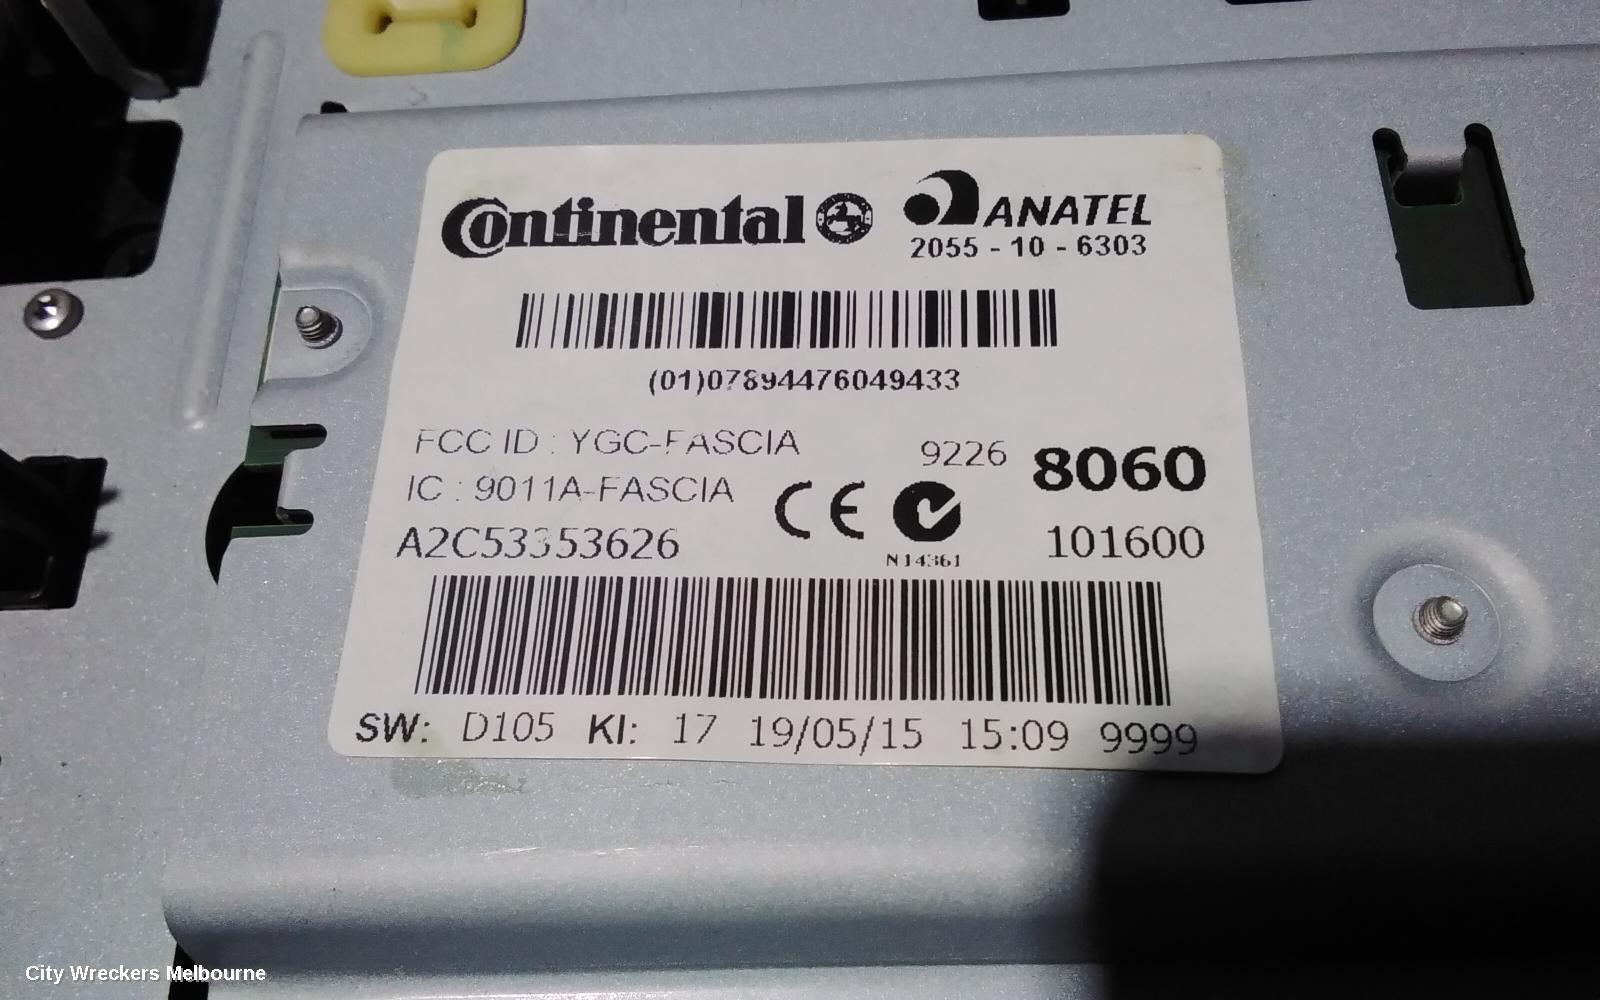 Continental ANATEL
2055 - 10 - 6303
(01)07894476049433
FCC ID : YGC-FASCIA 9226 8060
IC : 9011A-FASCIA CE
A2C53353626 N14361 101600
SW: D105 KI: 17 19/05/15 15:09 9999
City Wreckers Melbourne